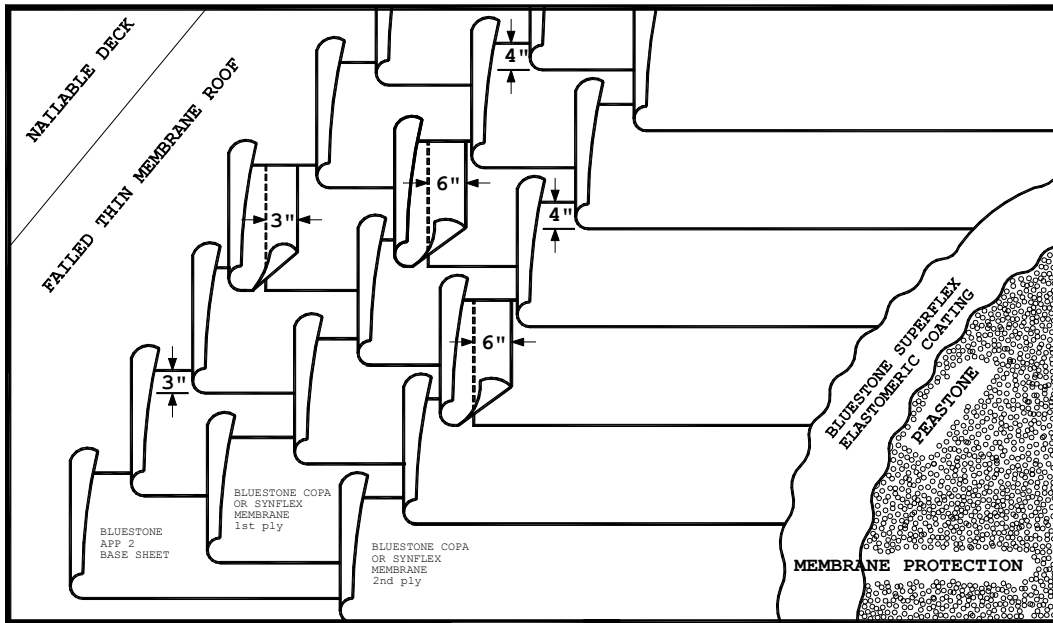 NAILABLE DECK
FAILED THIN MEMBRANE ROOF
4"
6"
3"
4"
6"
3"
BLUESTONE SUPERFLEX
ELASTOMERIC COATING
PEASTONE
BLUESTONE
APP 2
BASE SHEET
BLUESTONE COPA
OR SYNFLEX
MEMBRANE
1st ply
BLUESTONE COPA
OR SYNFLEX
MEMBRANE
2nd ply
MEMBRANE PROTECTION